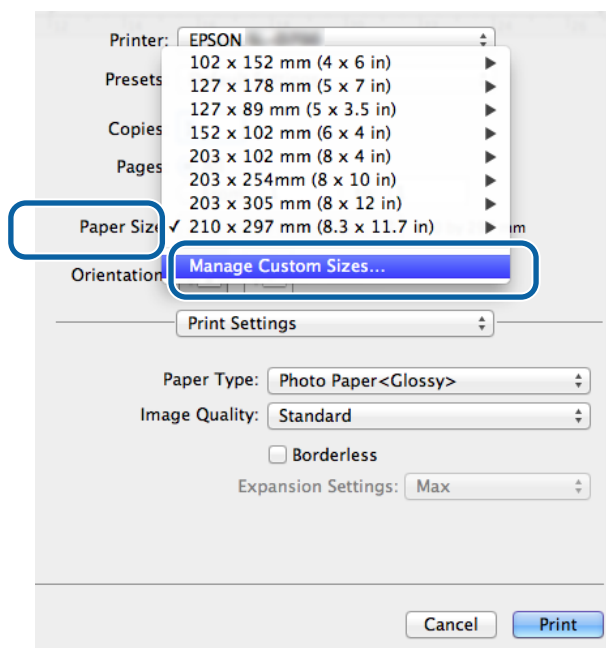 Printer: EPSON
102 x 152 mm (4 x 6 in)
Presets
127 x 178 mm (5 x 7 in)
127 x 89 mm (5 x 3.5 in)
Copies
152 x 102 mm (6 x 4 in)
203 x 102 mm (8 x 4 in)
Pages
203 x 254mm (8 x 10 in)
203 x 305 mm (8 x 12 in)
Paper Size ✓ 210 x 297 mm (8.3 x 11.7 in) mm
Manage Custom Sizes...
Orientation
Print Settings
Paper Type: Photo Paper<Glossy>
Image Quality: Standard
Borderless
Expansion Settings: Max
Cancel Print